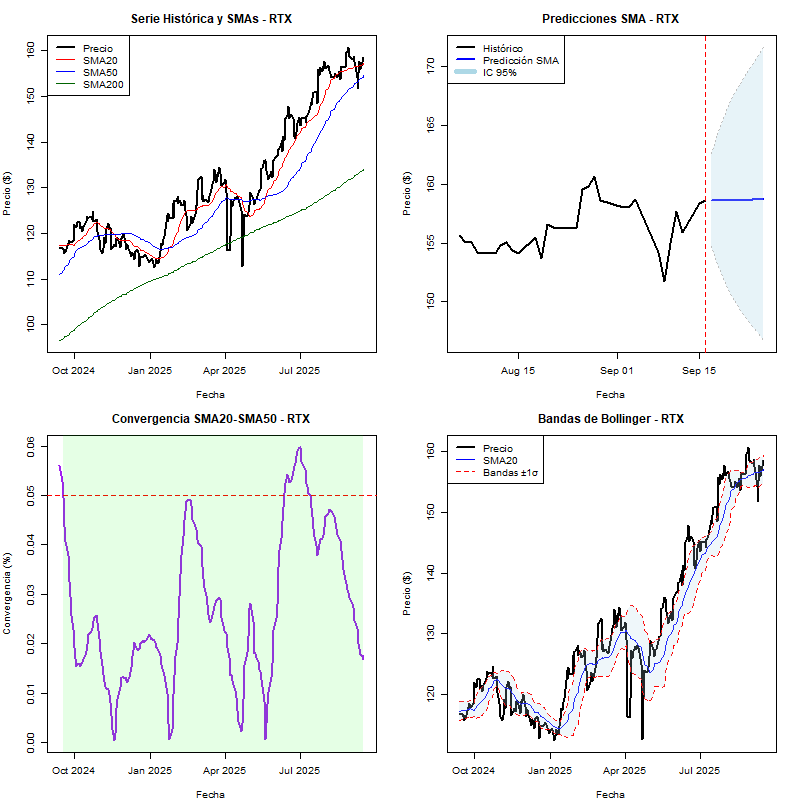 Serie Histórica y SMAs - RTX
Precio
SMA20
SMA50
SMA200
Precio ($)
100
110
120
130
140
150
160
Oct 2024
Jan 2025
Apr 2025
Jul 2025
Fecha
Predicciones SMA - RTX
Histórico
Predicción SMA
IC 95%
Precio ($)
150
155
160
165
170
Aug 15
Sep 01
Sep 15
Fecha
Convergencia SMA20-SMA50 - RTX
Convergencia (%)
0.00
0.01
0.02
0.03
0.04
0.05
0.06
Oct 2024
Jan 2025
Apr 2025
Jul 2025
Fecha
Bandas de Bollinger - RTX
Precio
SMA20
Bandas ±1σ
Precio ($)
120
130
140
150
160
Oct 2024
Jan 2025
Apr 2025
Jul 2025
Fecha